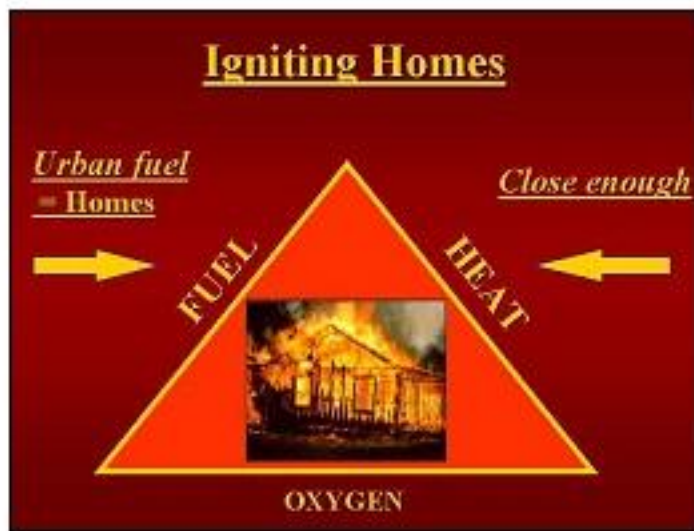 Igniting Homes
Urban fuel
= Homes
Close enough
FUEL
HEAT
OXYGEN